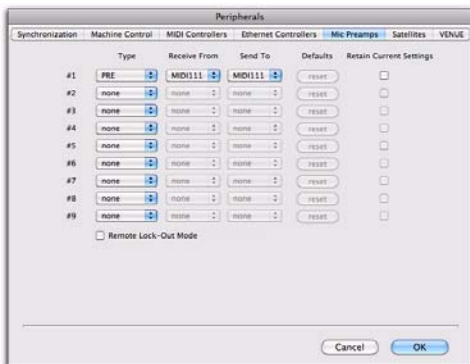 Peripherals
Synchronization Machine Control MIDI Controllers Ethernet Controllers Mic Preamps Satellites VENUE
Type Receive From Send To Defaults Retain Current Settings
#1 PRE MIDI111 MIDI111 reset
#2 none none none reset
#3 none none none reset
#4 none none none reset
#5 none none none reset
#6 none none none reset
#7 none none none reset
#8 none none none reset
#9 none none none reset
Remote Lock-Out Mode
Cancel OK